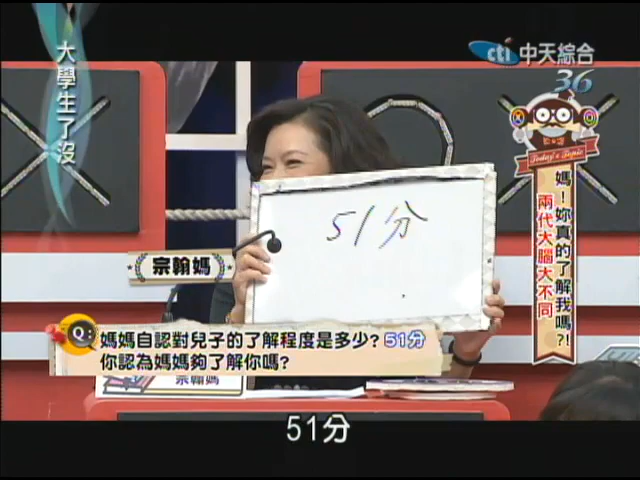 大學生了沒
cti 中天綜合
36
Today's Topic
媽！妳真的了解我嗎?!
兩代大腦大不同
51分
宗翰媽
Q:
媽媽自認對兒子的了解程度是多少? 51分
你認為媽媽夠了解你嗎?
宗翰媽
51分